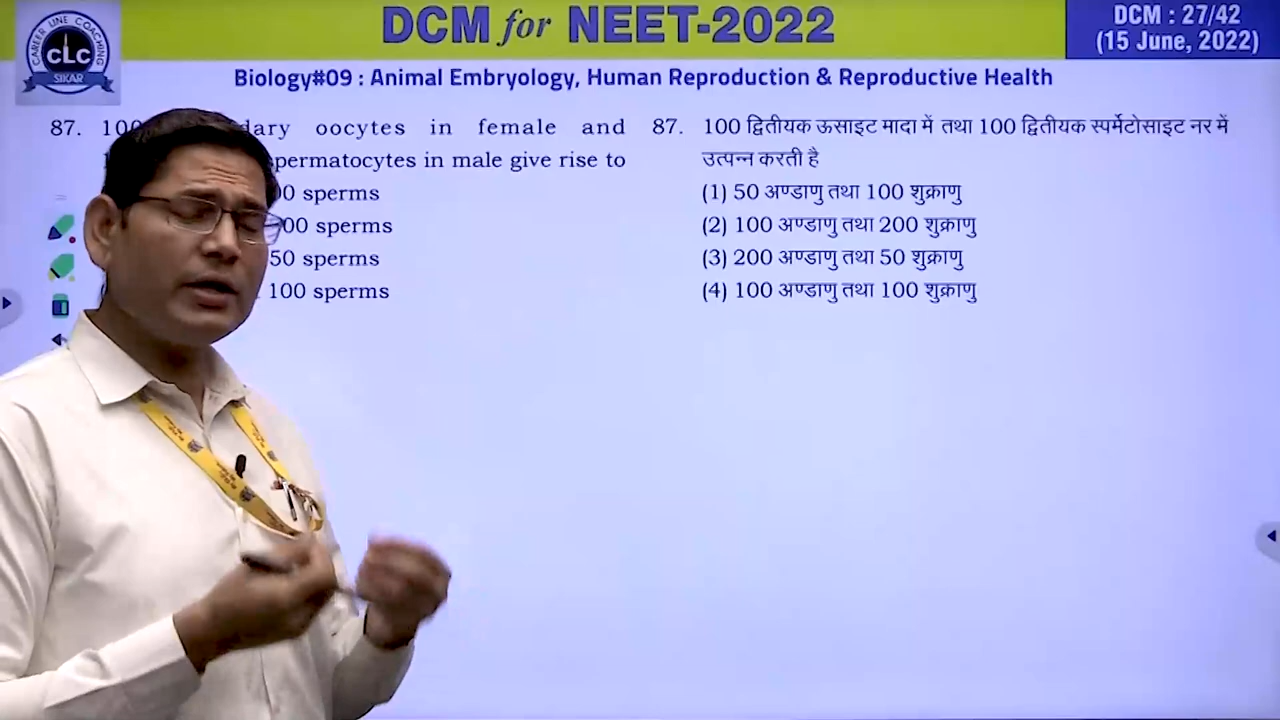 DCM for NEET-2022
DCM : 27/42
(15 June, 2022)
CAREER LINE COACHING
CLC
SIKAR
Biology#09 : Animal Embryology, Human Reproduction & Reproductive Health
87. 100 oocytes in female and
spermatocytes in male give rise to
sperms
sperms
50 sperms
100 sperms
87. 100 द्वितीयक ऊसाइट मादा में तथा 100 द्वितीयक स्पर्मेटोसाइट नर में
उत्पन्न करती है
(1) 50 अण्डाणु तथा 100 शुक्राणु
(2) 100 अण्डाणु तथा 200 शुक्राणु
(3) 200 अण्डाणु तथा 50 शुक्राणु
(4) 100 अण्डाणु तथा 100 शुक्राणु